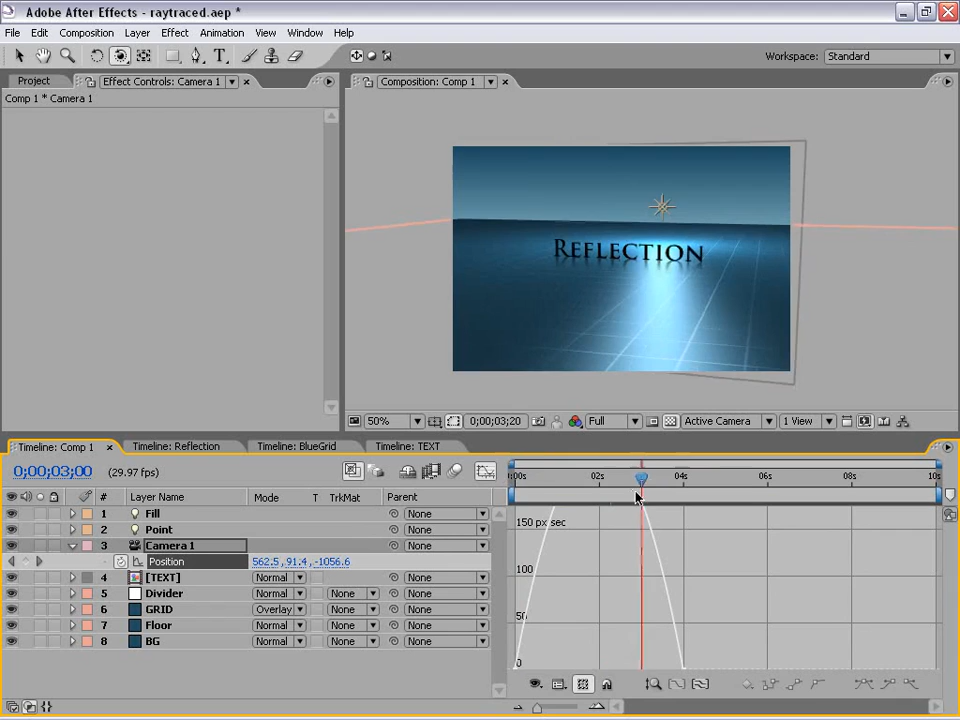 Adobe After Effects - raytraced.aep *
File Edit Composition Layer Effect Animation View Window Help
Workspace: Standard
Project Effect Controls: Camera 1
Comp 1 * Camera 1
Composition: Comp 1
REFLECTION
50% 0;00;03;20 Full Active Camera 1 View
Timeline: Comp 1 Timeline: Reflection Timeline: BlueGrid Timeline: TEXT
0;00;03;00 (29.97 fps)
# Layer Name Mode T TrkMat Parent
:00s 02s 04s 06s 08s 10s
1 Fill None
2 Point None
3 Camera 1 None
Position 562.5, 91.4, -1056.6
4 [TEXT] Normal None
5 Divider Normal None None
6 GRID Overlay None None
7 Floor Normal None None
8 BG Normal None None
150 px sec
100
50
0